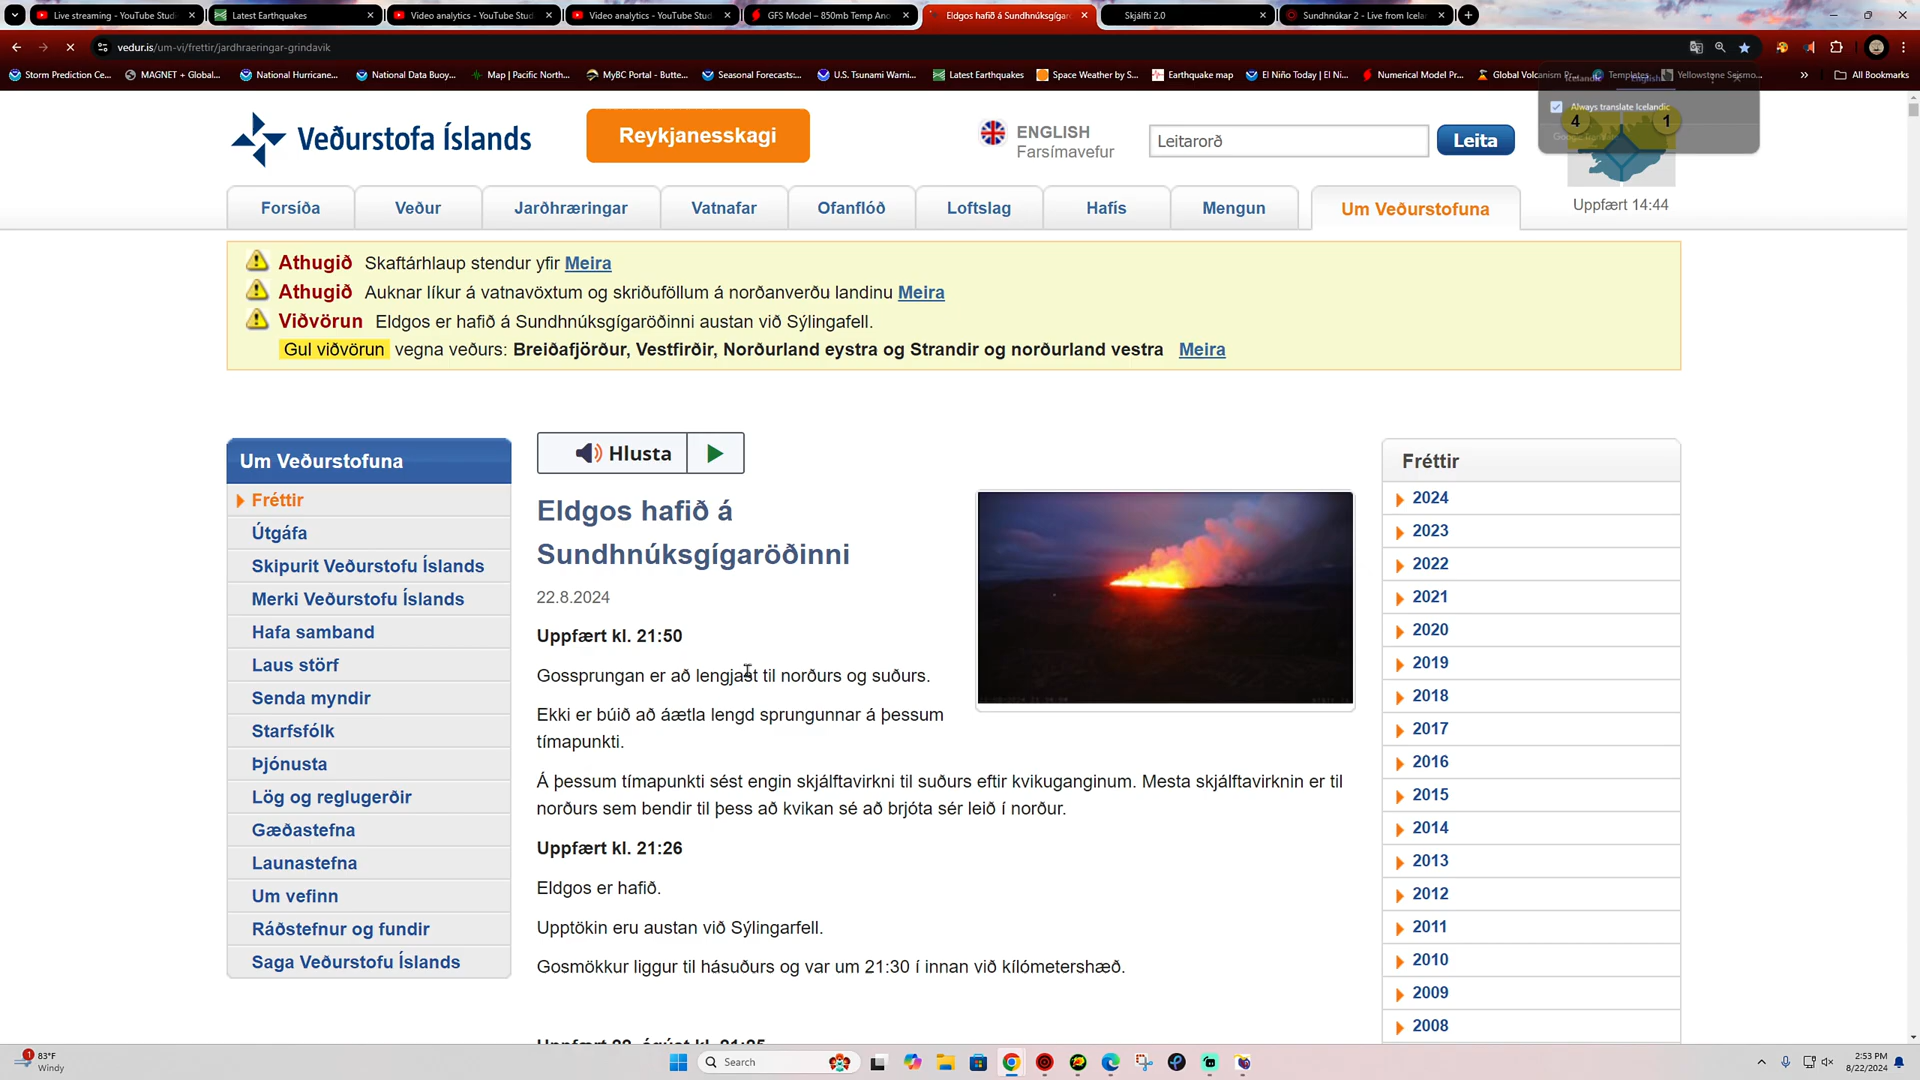 Live streaming - YouTube Studi
Latest Earthquakes
Video analytics - YouTube Stud
Video analytics - YouTube Stud
GFS Model – 850mb Temp Ano
Eldgos hafið á Sundhnúksgígarö
Skjálfti 2.0
Sundhnúkar 2 - Live from Icela
vedur.is/um-vi/frettir/jardhraeringar-grindavik
Storm Prediction Ce...
MAGNET + Global...
National Hurricane...
National Data Buoy...
Map | Pacific North...
MyBC Portal - Butte...
Seasonal Forecasts:...
U.S. Tsunami Warni...
Latest Earthquakes
Space Weather by S...
Earthquake map
El Niño Today | El Ni...
Numerical Model Pr...
Global Volcanism Pr...
Templates
Yellowstone Seismo...
All Bookmarks
Always translate Icelandic
4
1
Veðurstofa Íslands
Reykjanesskagi
ENGLISH
Farsímavefur
Leitarorð
Leita
Uppfært 14:44
Forsíða
Veður
Jarðhræringar
Vatnafar
Ofanflóð
Loftslag
Hafís
Mengun
Um Veðurstofuna
Athugið Skaftárhlaup stendur yfir Meira
Athugið Auknar líkur á vatnavöxtum og skriðuföllum á norðanverðu landinu Meira
Viðvörun Eldgos er hafið á Sundhnúksgígaröðinni austan við Sýlingafell.
Gul viðvörun vegna veðurs: Breiðafjörður, Vestfirðir, Norðurland eystra og Strandir og norðurland vestra Meira
Um Veðurstofuna
Fréttir
Útgáfa
Skipurit Veðurstofu Íslands
Merki Veðurstofu Íslands
Hafa samband
Laus störf
Senda myndir
Starfsfólk
Þjónusta
Lög og reglugerðir
Gæðastefna
Launastefna
Um vefinn
Ráðstefnur og fundir
Saga Veðurstofu Íslands
Hlusta
Eldgos hafið á
Sundhnúksgígaröðinni
22.8.2024
Uppfært kl. 21:50
Gossprungan er að lengjast til norðurs og suðurs.
Ekki er búið að áætla lengd sprungunnar á þessum
tímapunkti.
Á þessum tímapunkti sést engin skjálftavirkni til suðurs eftir kvikuganginum. Mesta skjálftavirknin er til
norðurs sem bendir til þess að kvikan sé að brjóta sér leið í norður.
Uppfært kl. 21:26
Eldgos er hafið.
Upptökin eru austan við Sýlingarfell.
Gosmökkur liggur til hásuðurs og var um 21:30 í innan við kílómetershæð.
Fréttir
2024
2023
2022
2021
2020
2019
2018
2017
2016
2015
2014
2013
2012
2011
2010
2009
2008
1
83°F
Windy
Search
2:53 PM
8/22/2024